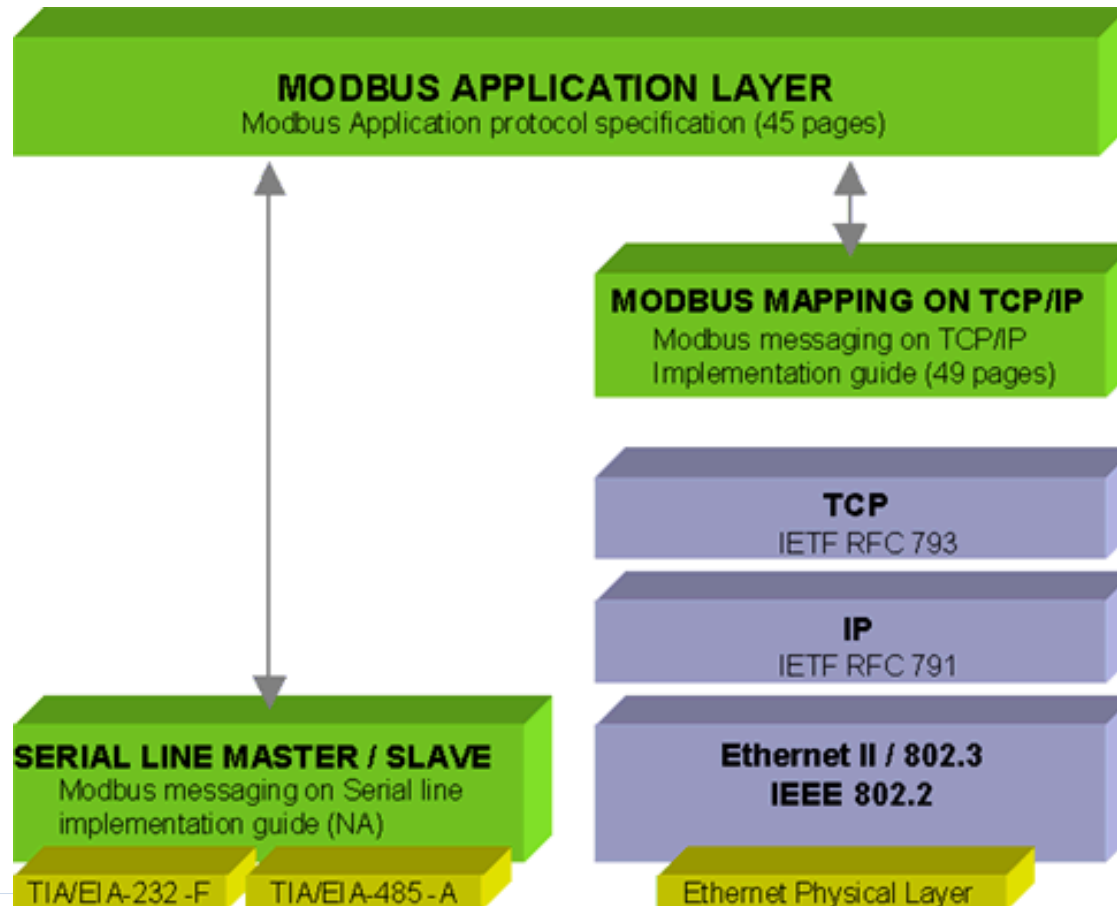 MODBUS APPLICATION LAYER
Modbus Application protocol specification (45 pages)
MODBUS MAPPING ON TCP/IP
Modbus messaging on TCP/IP
Implementation guide (49 pages)
TCP
IETF RFC 793
IP
IETF RFC 791
SERIAL LINE MASTER / SLAVE
Modbus messaging on Serial line
implementation guide (NA)
Ethernet II / 802.3
IEEE 802.2
TIA/EIA-232-F
TIA/EIA-485-A
Ethernet Physical Layer